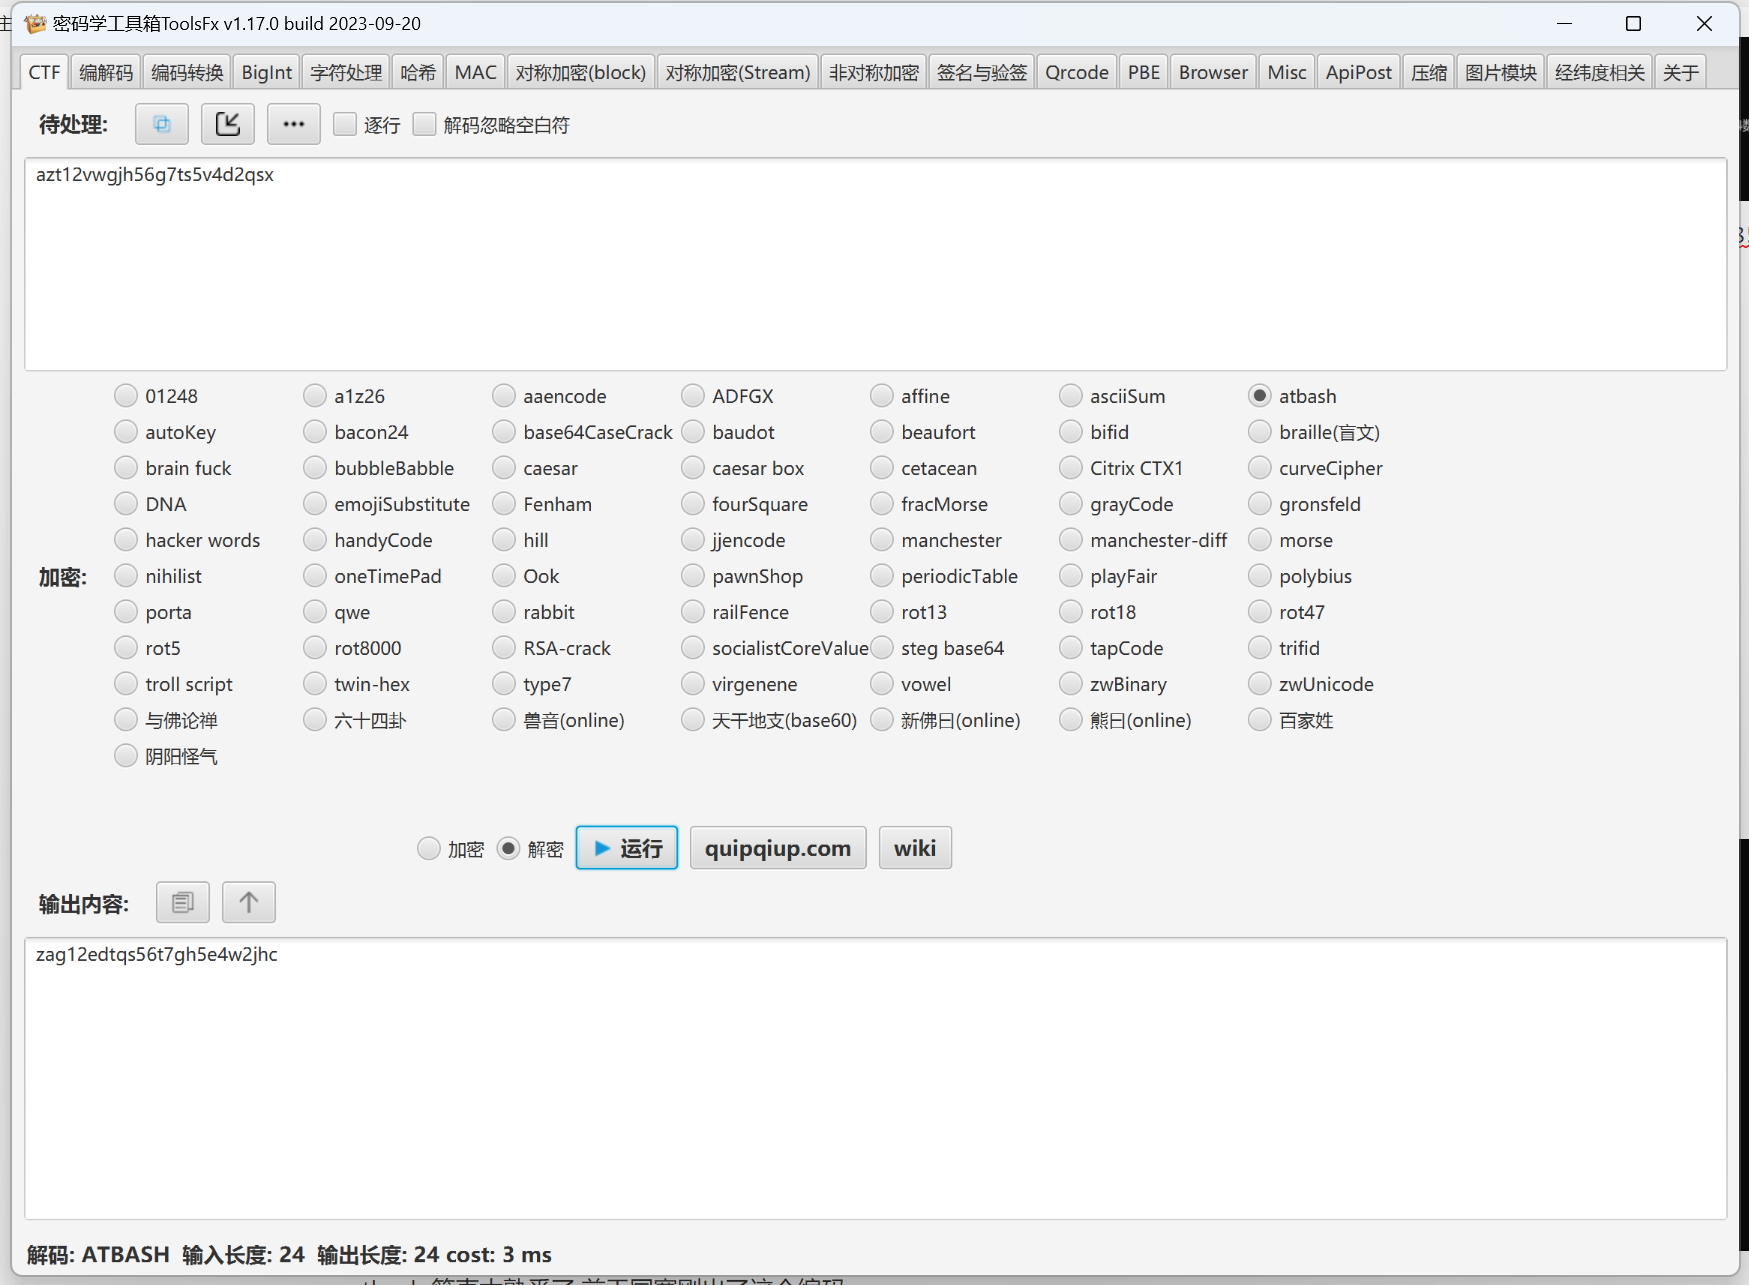 密码学工具箱ToolsFx v1.17.0 build 2023-09-20
CTF 编解码 编码转换 BigInt 字符处理 哈希 MAC 对称加密(block) 对称加密(Stream) 非对称加密 签名与验签 Qrcode PBE Browser Misc ApiPost 压缩 图片模块 经纬度相关 关于
待处理: 逐行 解码忽略空白符
azt12vwgjh56g7ts5v4d2qsx
01248 a1z26 aaencode ADFGX affine asciiSum atbash
autoKey bacon24 base64CaseCrack baudot beaufort bifid braille(盲文)
brain fuck bubbleBabble caesar caesar box cetacean Citrix CTX1 curveCipher
DNA emojiSubstitute Fenham fourSquare fracMorse grayCode gronsfeld
hacker words handyCode hill jjencode manchester manchester-diff morse
加密: nihilist oneTimePad Ook pawnShop periodicTable playFair polybius
porta qwe rabbit railFence rot13 rot18 rot47
rot5 rot8000 RSA-crack socialistCoreValue steg base64 tapCode trifid
troll script twin-hex type7 virgenene vowel zwBinary zwUnicode
与佛论禅 六十四卦 兽音(online) 天干地支(base60) 新佛曰(online) 熊曰(online) 百家姓
阴阳怪气
加密 解密 运行 quipqiup.com wiki
输出内容:
zag12edtqs56t7gh5e4w2jhc
解码: ATBASH 输入长度: 24 输出长度: 24 cost: 3 ms